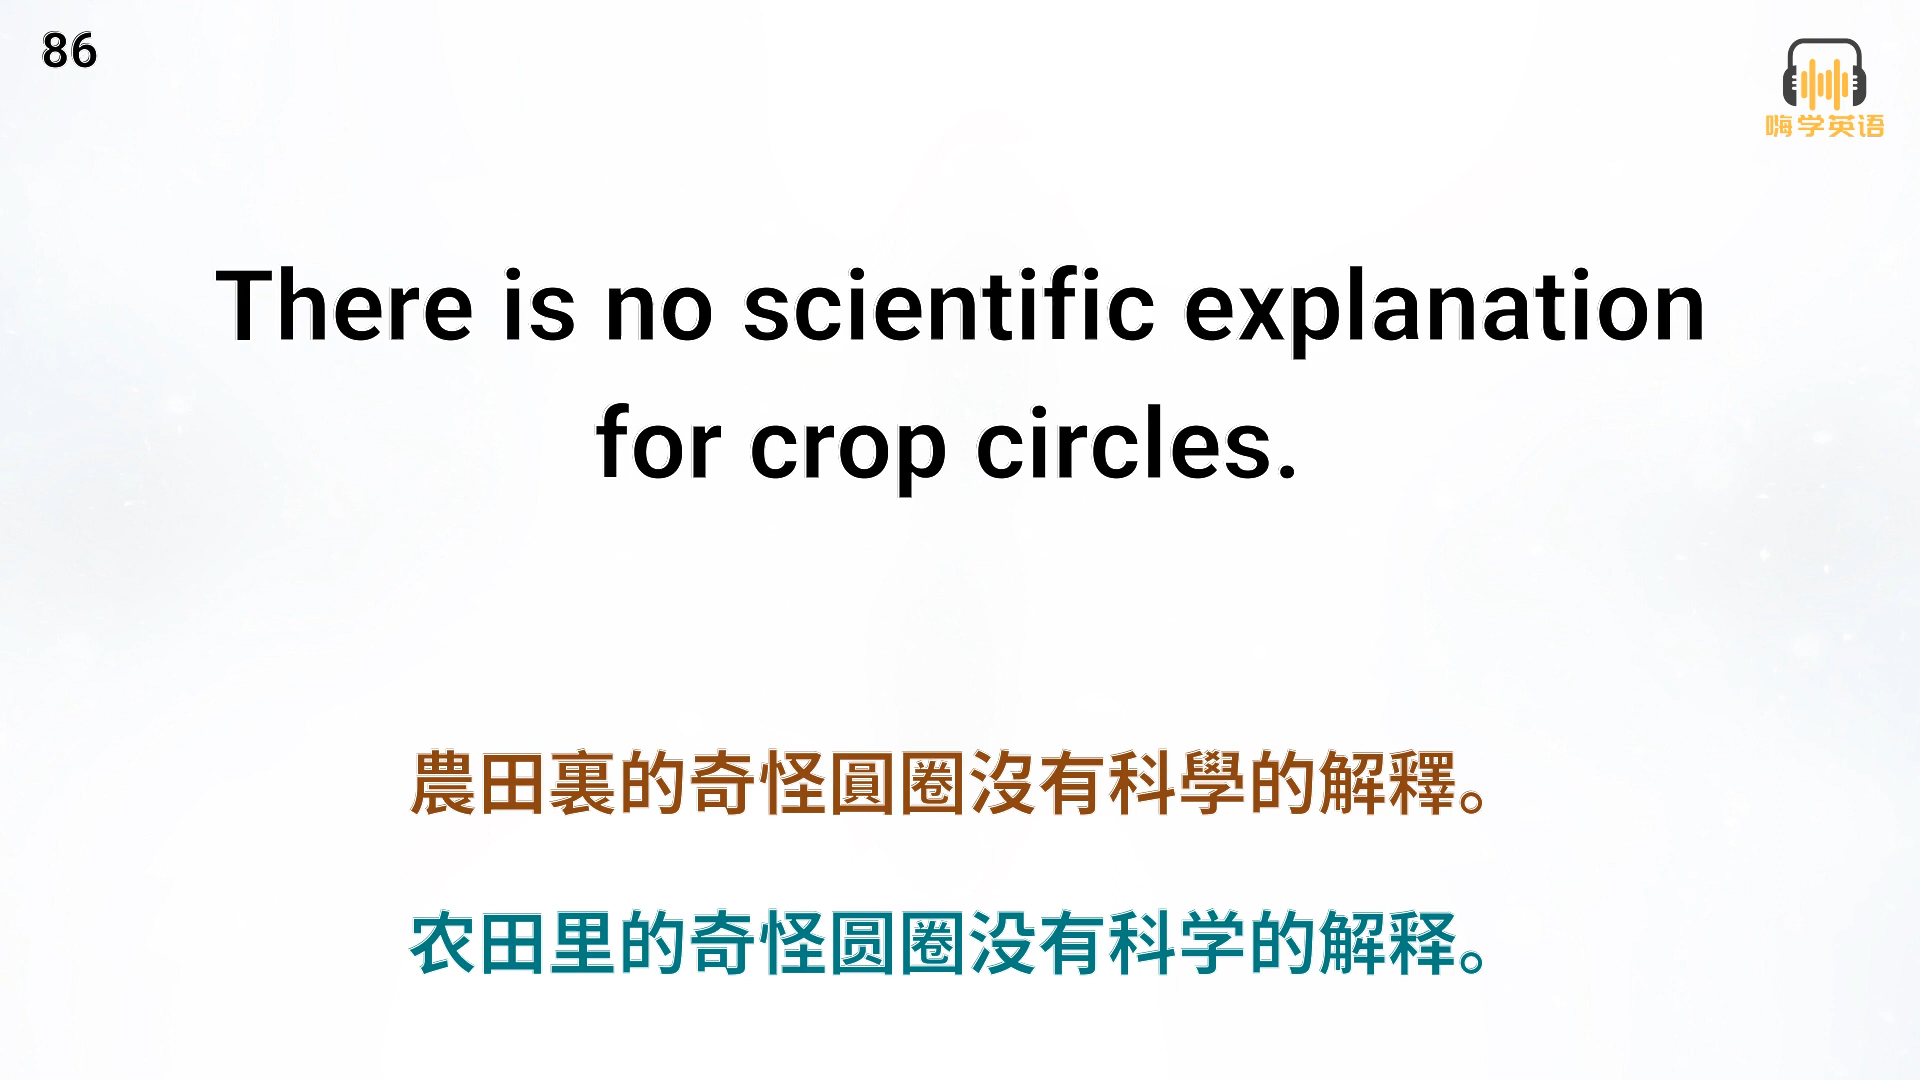 86
嗨学英语
There is no scientific explanation
for crop circles.
農田裏的奇怪圓圈沒有科學的解釋。
农田里的奇怪圆圈没有科学的解释。